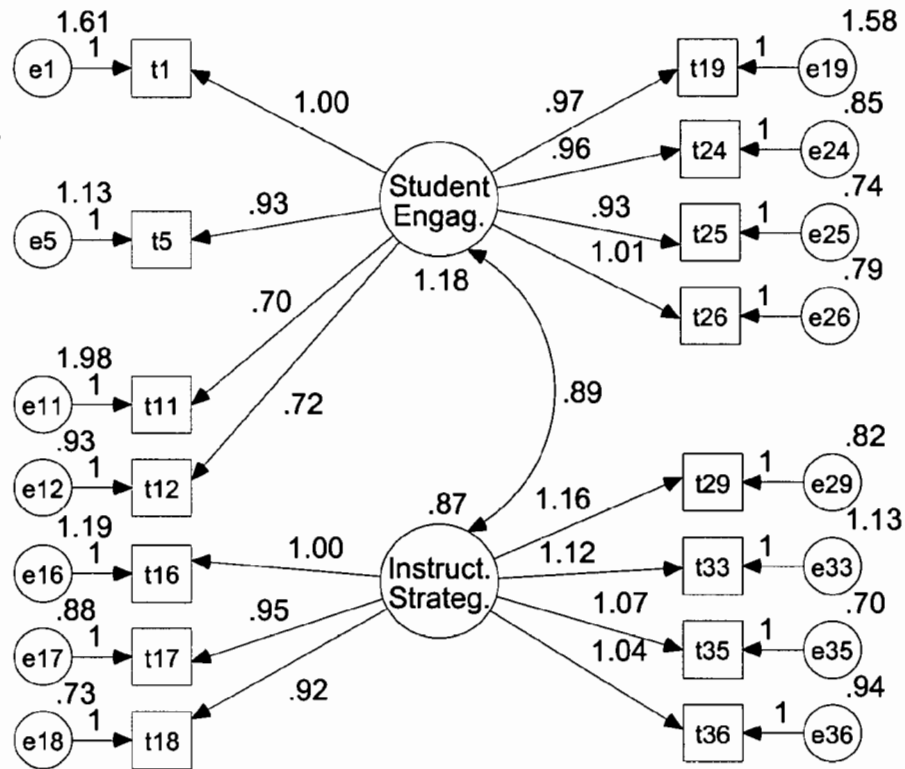 1.61
1
e1
t1
1.00
1.13
1
e5
t5
.93
.70
1.98
1
e11
t11
.72
.93
1
e12
t12
Student
Engag.
1.18
.97
t19
1
1.58
e19
.96
t24
1
.85
e24
.93
t25
1
.74
e25
1.01
t26
1
.79
e26
.89
1.19
1
e16
t16
1.00
.88
1
e17
t17
.95
.73
1
e18
t18
.92
.87
Instruct.
Strateg.
1.16
t29
1
.82
e29
1.12
t33
1
1.13
e33
1.07
t35
1
.70
e35
1.04
t36
1
.94
e36